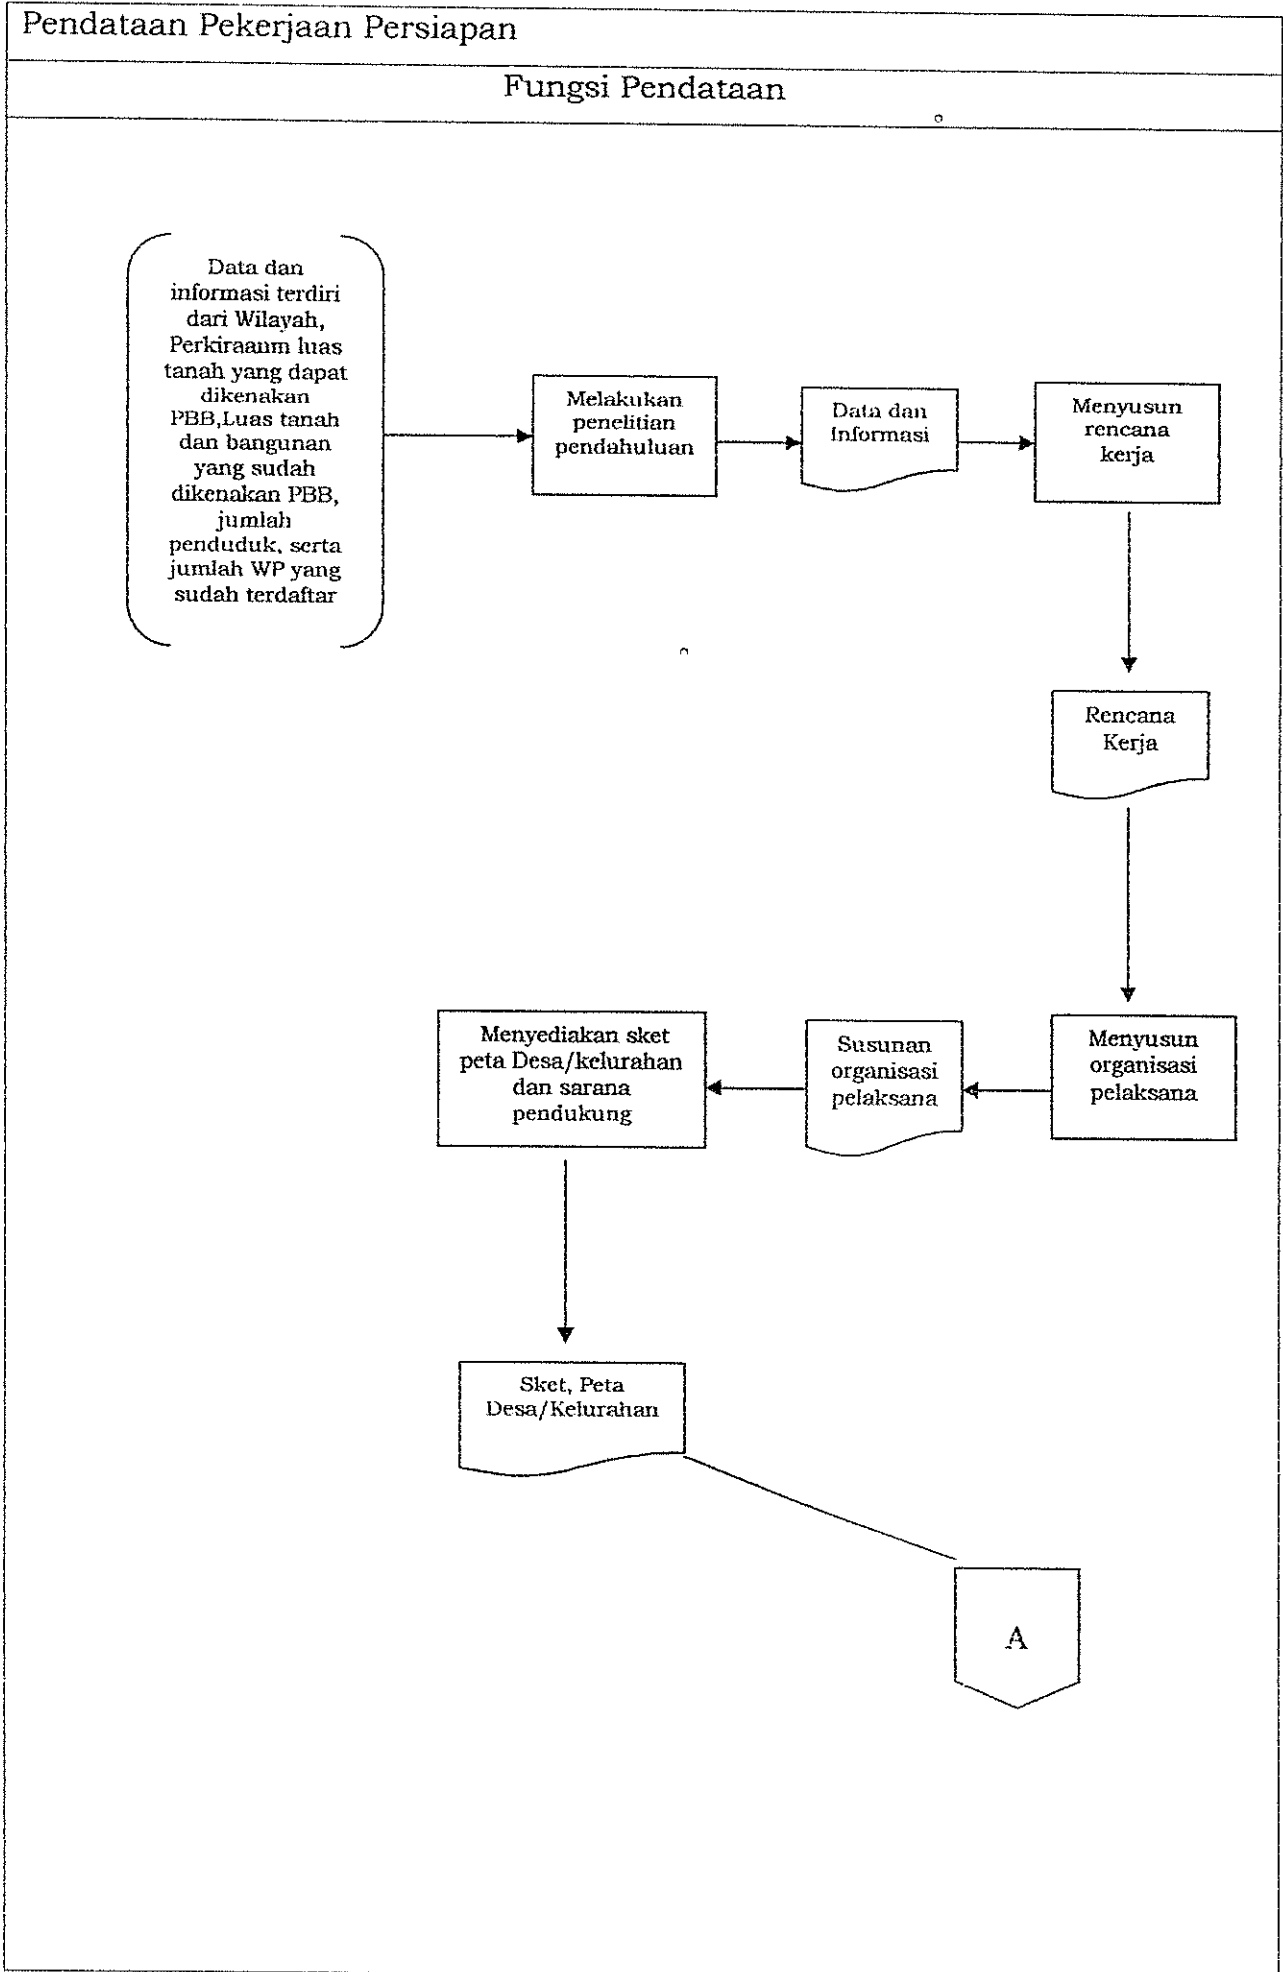 Pendataan Pekerjaan Persiapan
Fungsi Pendataan
Data dan
informasi terdiri
dari Wilayah,
Perkiraanm luas
tanah yang dapat
dikenakan
PBB,Luas tanah
dan bangunan
yang sudah
dikenakan PBB,
jumlah
penduduk, serta
jumlah WP yang
sudah terdaftar
Melakukan
penelitian
pendahuluan
Data dan
Informasi
Menyusun
rencana
kerja
Rencana
Kerja
Menyusun
organisasi
pelaksana
Susunan
organisasi
pelaksana
Menyediakan sket
peta Desa/kelurahan
dan sarana
pendukung
Sket, Peta
Desa/Kelurahan
A